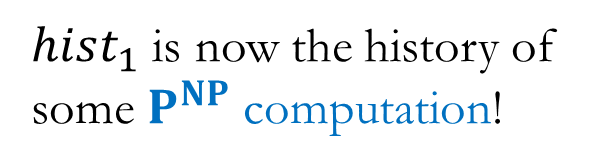 hist₁ is now the history of
some P^NP computation!